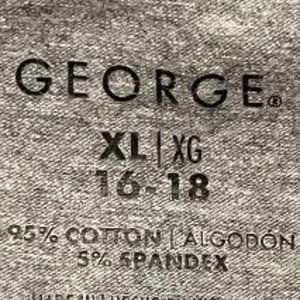 GEORGE®
XL | XG
16-18
95% COTTON | ALGODÓN
5% SPANDEX